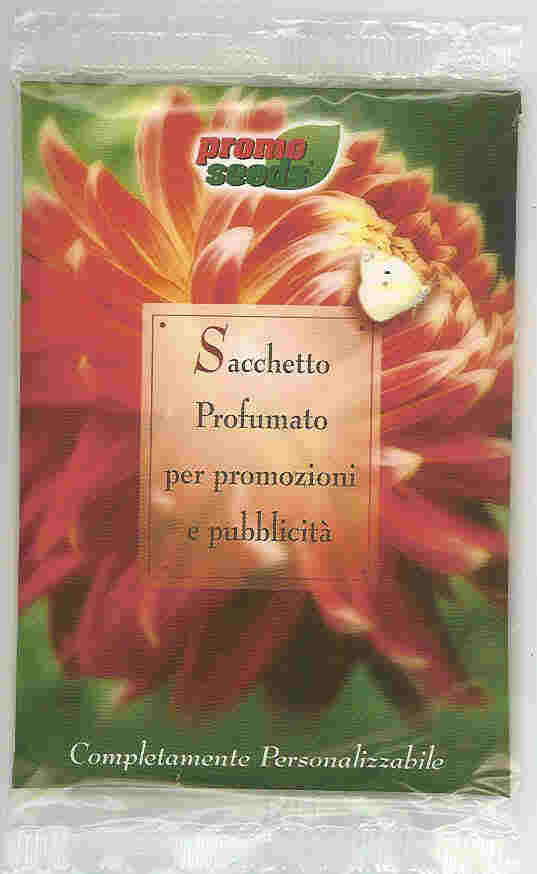 promo
seeds
Sacchetto
Profumato
per promozioni
e pubblicità
Completamente Personalizzabile